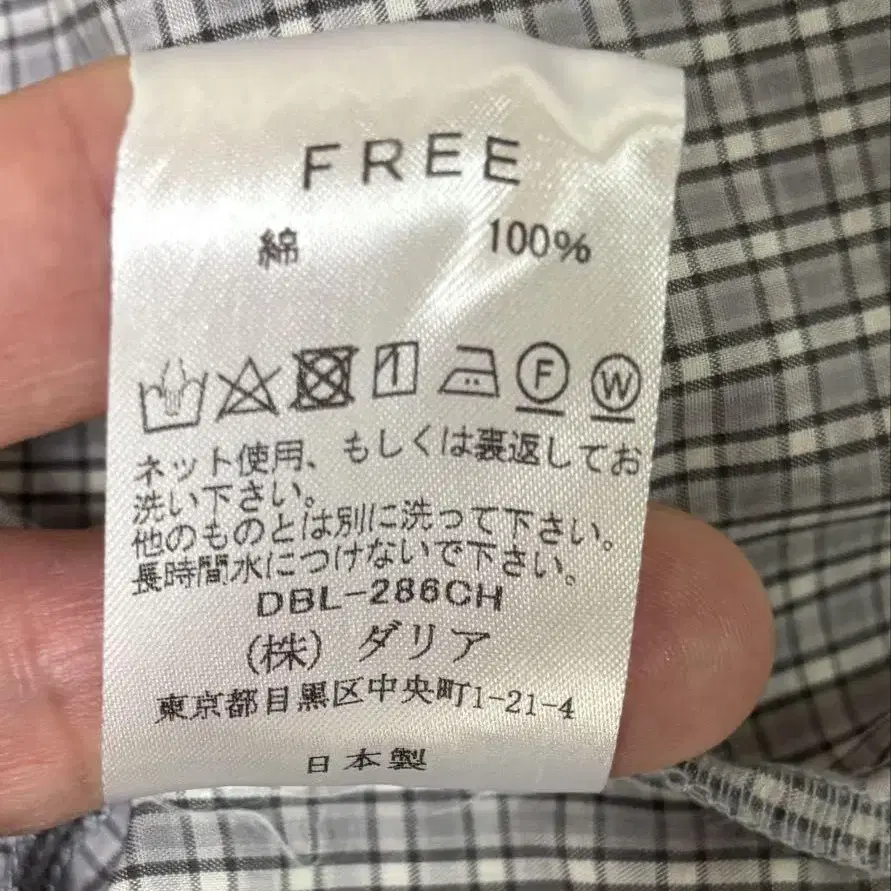 FREE
綿 100%
F W
ネット使用、もしくは裏返してお
洗い下さい。
他のものとは別に洗って下さい。
長時間水につけないで下さい。
DBL-286CH
(株) ダリア
東京都目黒区中央町1-21-4
日本製